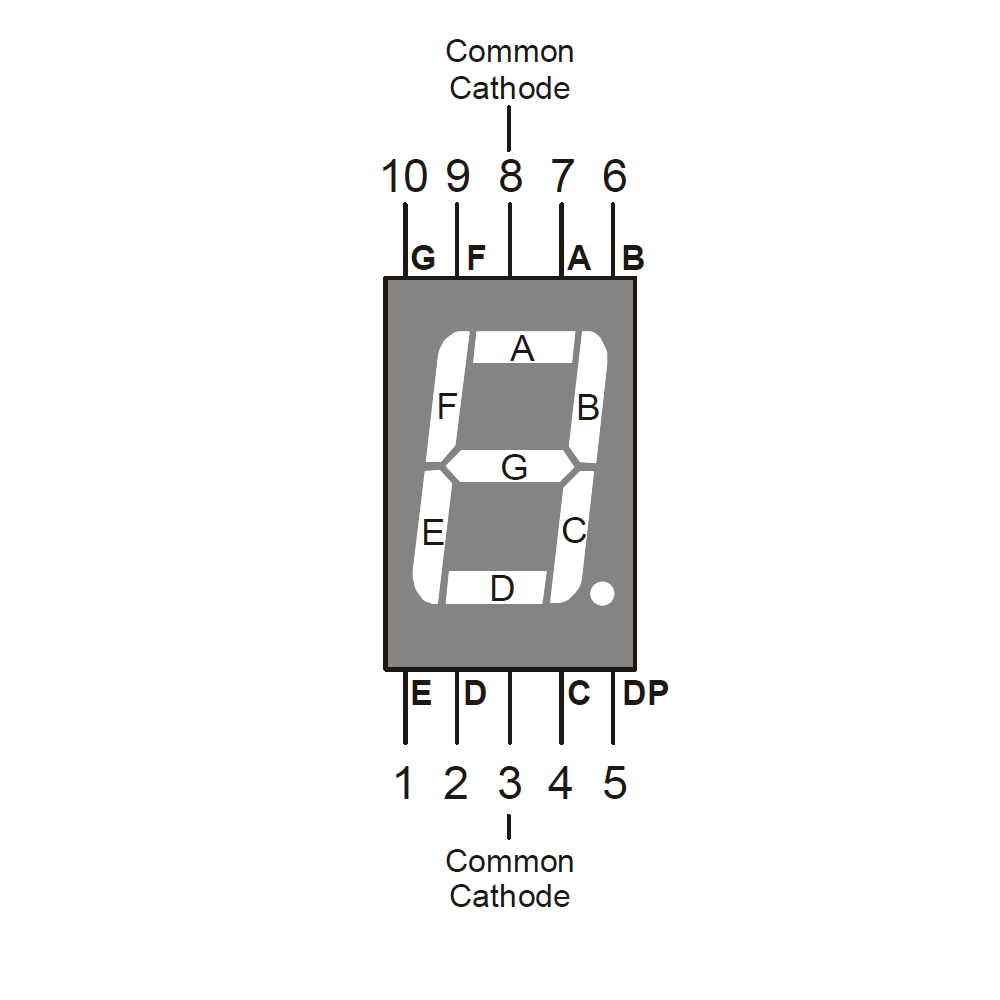 Common
Cathode
10 9 8 7 6
G F A B
A
F B
G
E C
D
E D C DP
1 2 3 4 5
Common
Cathode